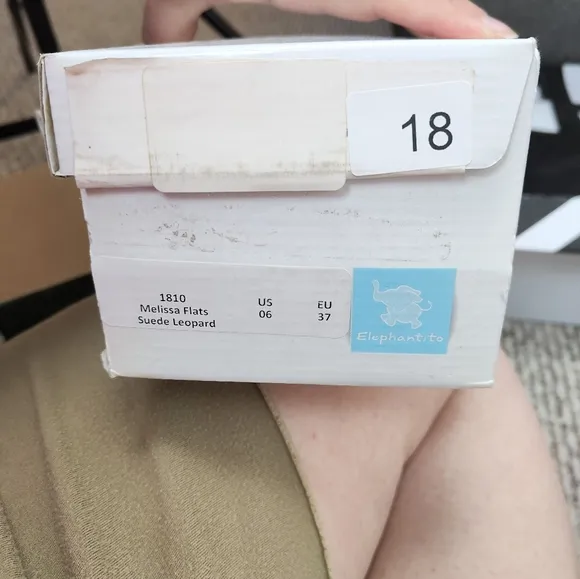 18
1810
Melissa Flats
Suede Leopard
US
06
EU
37
Elephantito